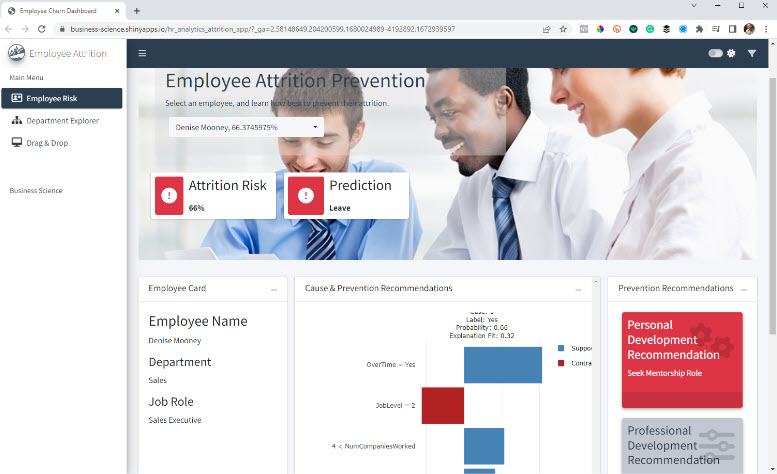 Employee Churn Dashboard
business-science.shinyapps.io/hr_analytics_attrition_app/?_ga=2.58148649.204200599.1680024989-4192892.1672939597
Employee Attrition
Main Menu
Employee Risk
Department Explorer
Drag & Drop
Business Science
Employee Attrition Prevention
Select an employee, and learn how best to prevent their attrition.
Denise Mooney, 66.3745975%
Attrition Risk
66%
Prediction
Leave
Employee Card
Employee Name
Denise Mooney
Department
Sales
Job Role
Sales Executive
Cause & Prevention Recommendations
Label: Yes
Probability: 0.66
Explanation Fit: 0.32
OverTime = Yes
JobLevel = 2
4 < NumCompaniesWorked
Suppo
Contra
Prevention Recommendations
Personal
Development
Recommendation
Seek Mentorship Role
Professional
Development
Recommendation